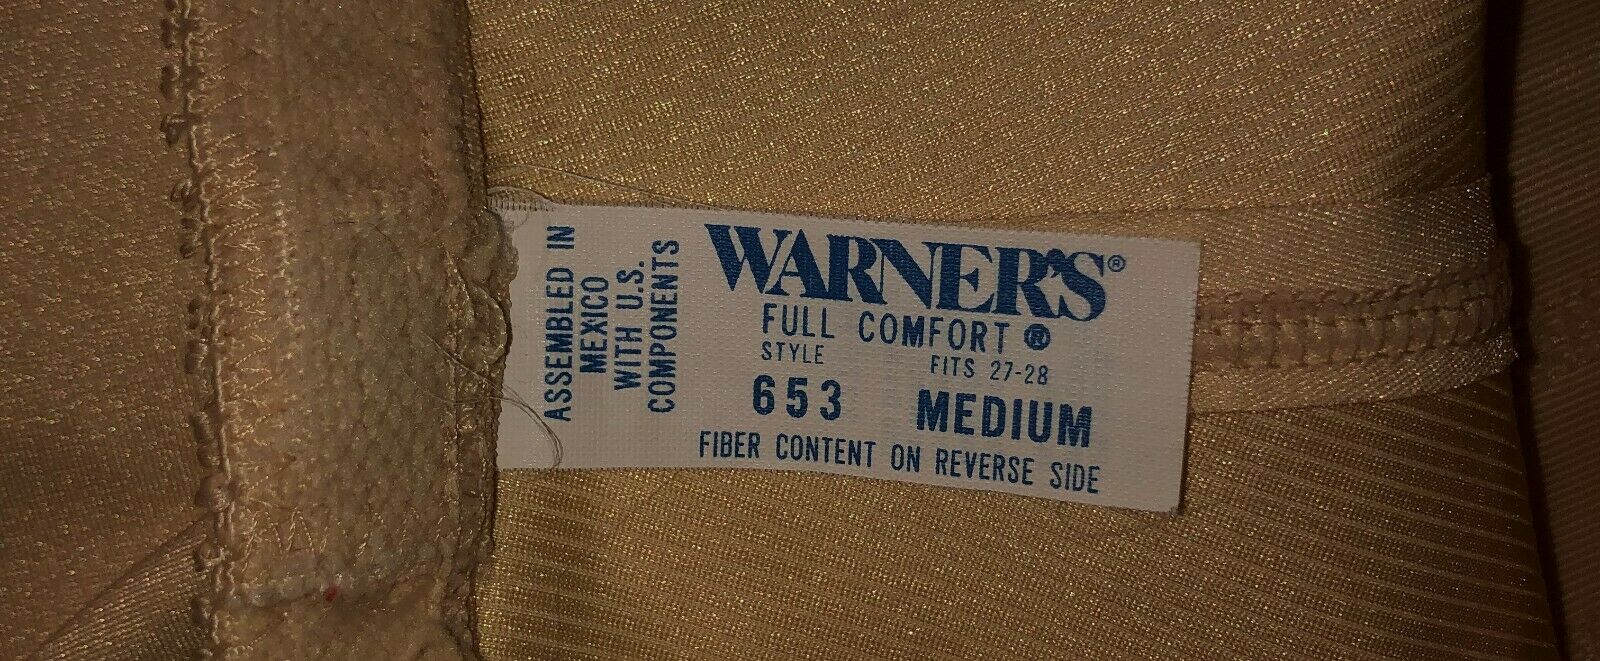 ASSEMBLED IN
MEXICO
WITH U.S.
COMPONENTS
WARNER'S®
FULL COMFORT ®
STYLE FITS 27-28
653 MEDIUM
FIBER CONTENT ON REVERSE SIDE